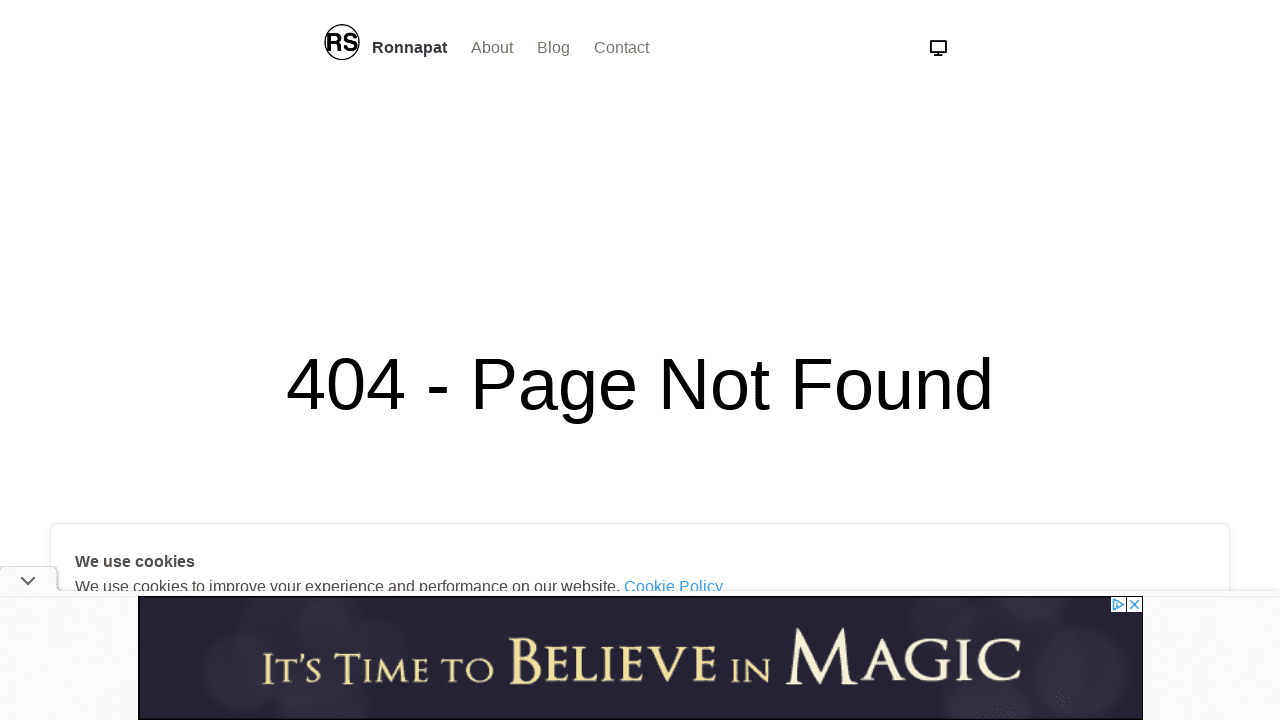 RS Ronnapat About Blog Contact
404 - Page Not Found
We use cookies
We use cookies to improve your experience and performance on our website. Cookie Policy
IT'S TIME TO BELIEVE IN MAGIC